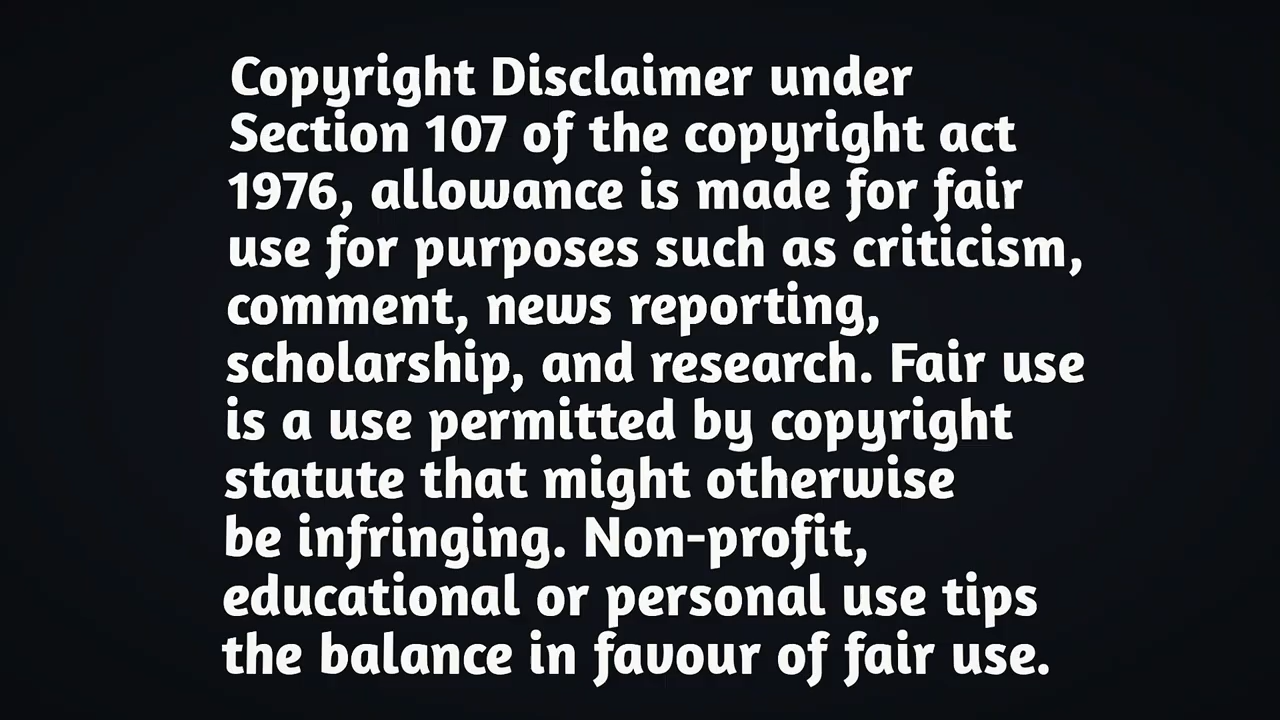 Copyright Disclaimer under
Section 107 of the copyright act
1976, allowance is made for fair
use for purposes such as criticism,
comment, news reporting,
scholarship, and research. Fair use
is a use permitted by copyright
statute that might otherwise
be infringing. Non-profit,
educational or personal use tips
the balance in favour of fair use.